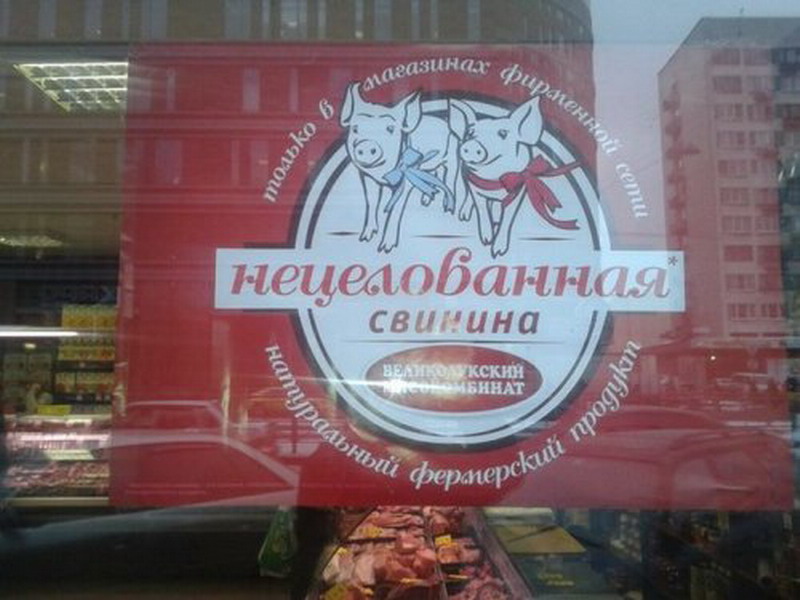 только в магазинах фирменной сети
нецелованная*
свинина
ВЕЛИКОЛУКСКИЙ
МЯСОКОМБИНАТ
натуральный фермерский продукт